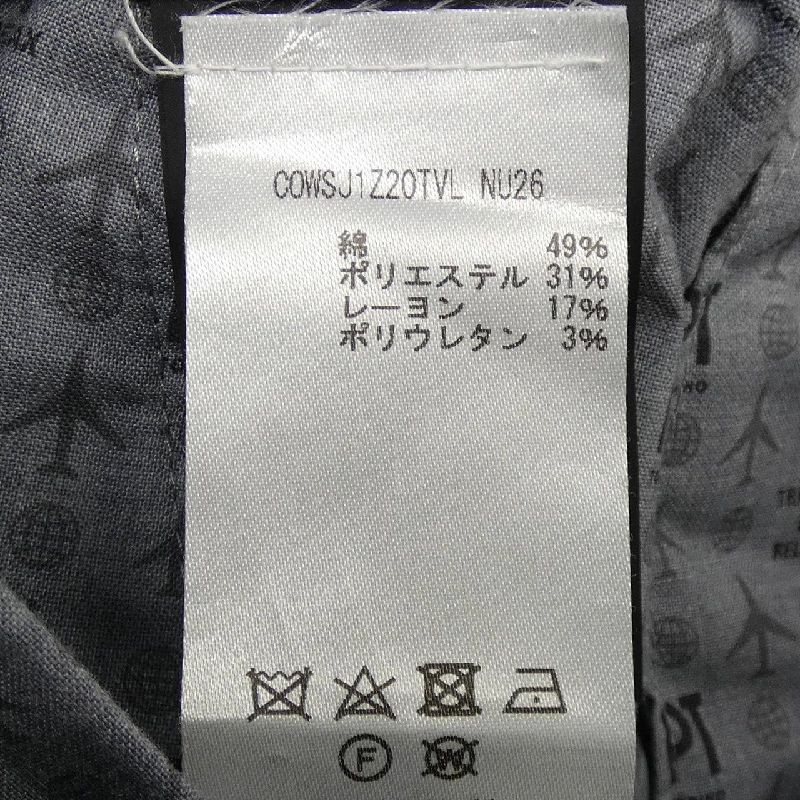 COWSJ1Z20TVL NU26
綿 49%
ポリエステル 31%
レーヨン 17%
ポリウレタン 3%
F
W